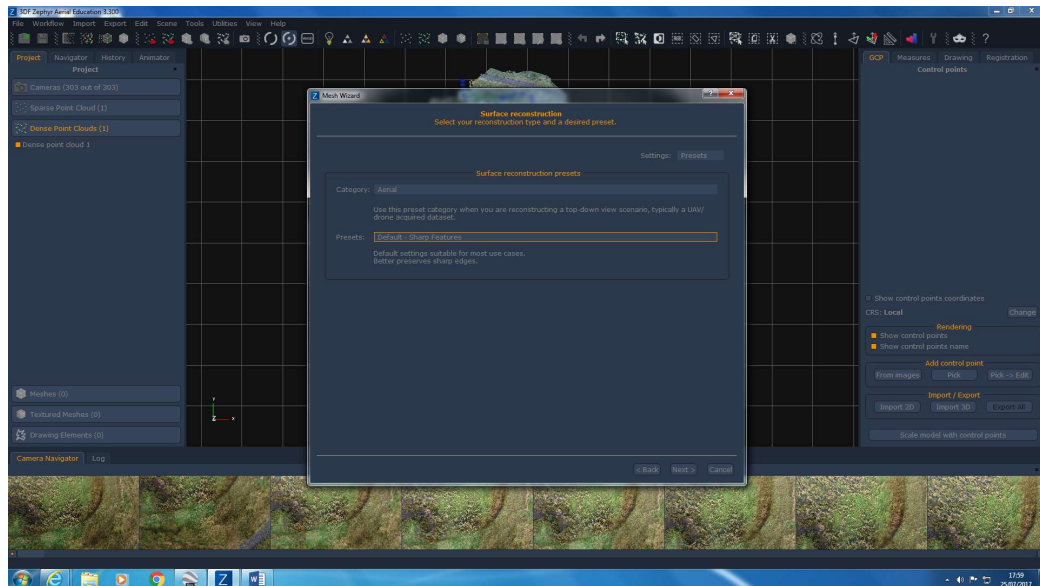 3DF Zephyr Aerial Education 3.300
File Workflow Import Export Edit Scene Tools Utilities View Help
Project Navigator History Animator
Project
Cameras (303 out of 303)
Sparse Point Cloud (1)
Dense Point Clouds (1)
Dense point cloud 1
Meshes (0)
Textured Meshes (0)
Drawing Elements (0)
y
Z x
Mesh Wizard
Surface reconstruction
Select your reconstruction type and a desired preset.
Settings: Presets
Surface reconstruction presets
Category: Aerial
Use this preset category when you are reconstructing a top-down view scenario, typically a UAV/
drone acquired dataset.
Presets: Default - Sharp Features
Default settings suitable for most use cases.
Better preserves sharp edges.
< Back Next > Cancel
GCP Measures Drawing Registration
Control points
Show control points coordinates
CRS: Local Change
Rendering
Show control points
Show control points name
Add control point
From images Pick Pick -> Edit
Import / Export
Import 2D Import 3D Export All
Scale model with control points
Camera Navigator Log
17:59
25/07/2017